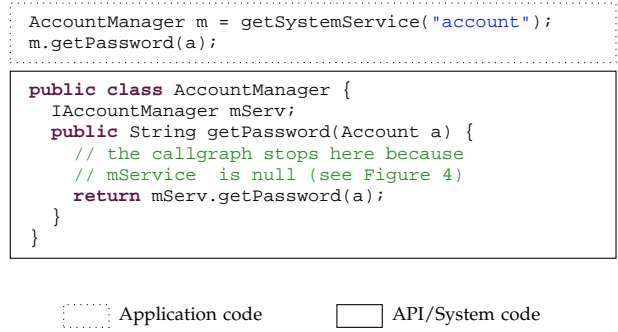 AccountManager m = getSystemService("account");
m.getPassword(a);
public class AccountManager {
IAccountManager mServ;
public String getPassword(Account a) {
// the callgraph stops here because
// mService  is null (see Figure 4)
return mServ.getPassword(a);
}
}
Application code
API/System code